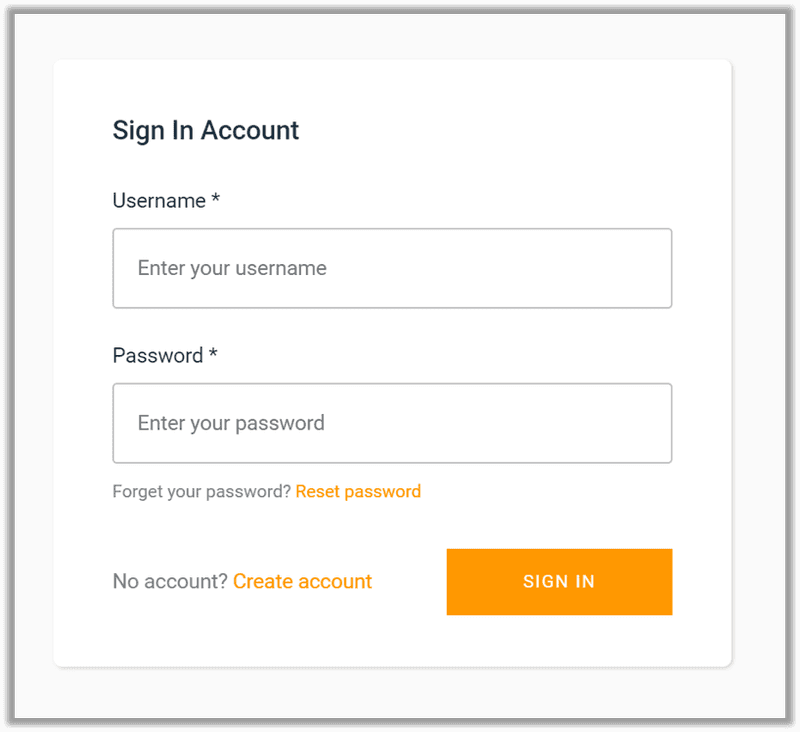 Sign In Account
Username *
Enter your username
Password *
Enter your password
Forget your password? Reset password
No account? Create account
SIGN IN